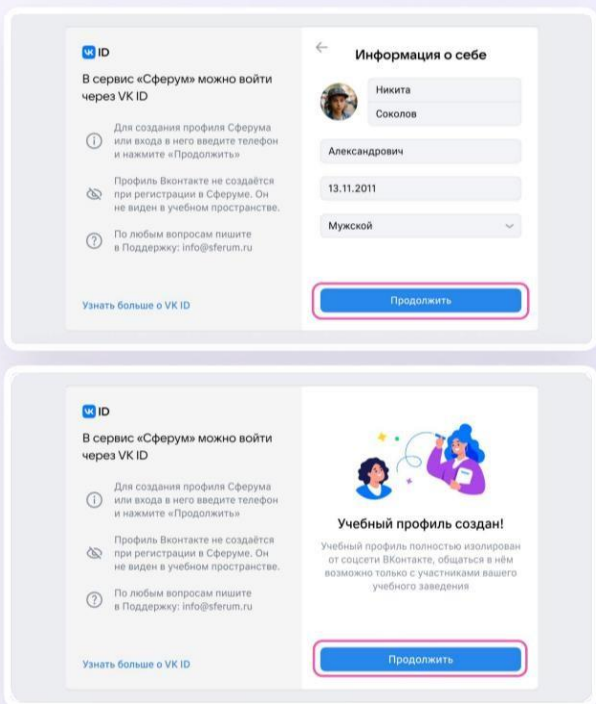 VK ID
В сервис «Сферум» можно войти
через VK ID
Для создания профиля Сферума
или входа в него введите телефон
и нажмите «Продолжить»
Профиль Вконтакте не создаётся
при регистрации в Сферуме. Он
не виден в учебном пространстве.
По любым вопросам пишите
в Поддержку: info@sferum.ru
Узнать больше о VK ID
Информация о себе
Никита
Соколов
Александрович
13.11.2011
Мужской
Продолжить
VK ID
В сервис «Сферум» можно войти
через VK ID
Для создания профиля Сферума
или входа в него введите телефон
и нажмите «Продолжить»
Профиль Вконтакте не создаётся
при регистрации в Сферуме. Он
не виден в учебном пространстве.
По любым вопросам пишите
в Поддержку: info@sferum.ru
Узнать больше о VK ID
Учебный профиль создан!
Учебный профиль полностью изолирован
от соцсети ВКонтакте, общаться в нём
возможно только с участниками вашего
учебного заведения
Продолжить